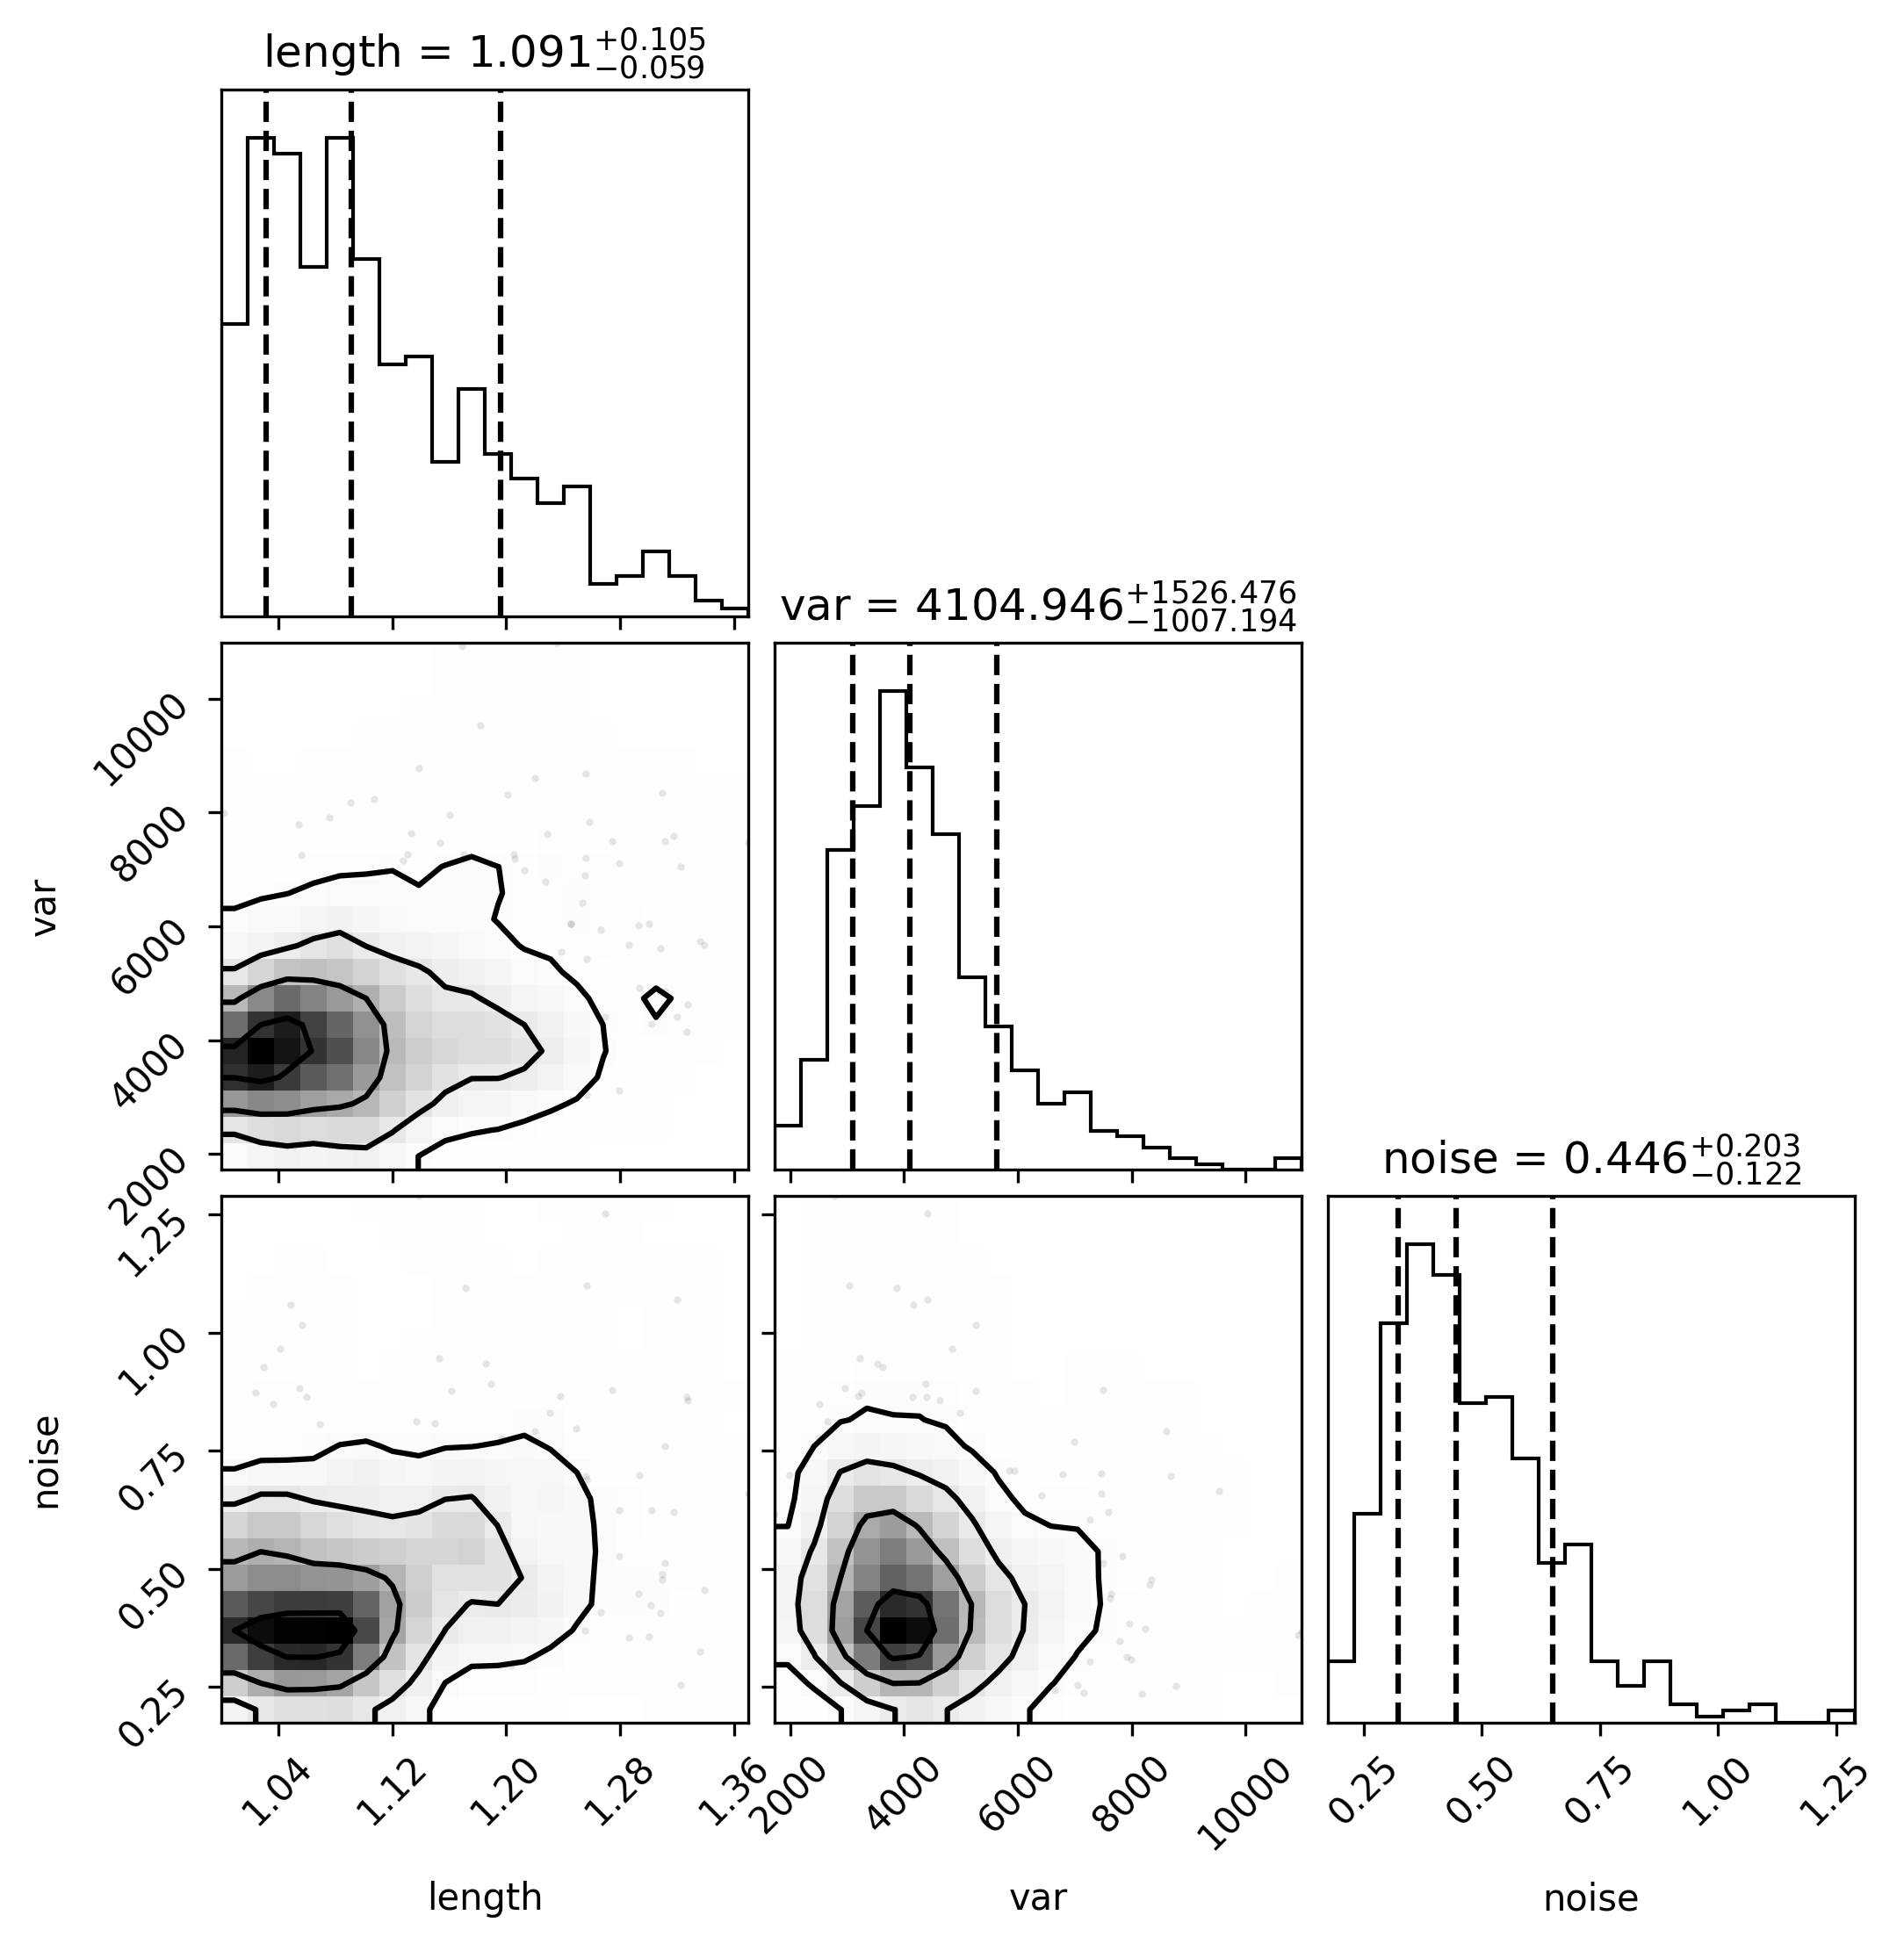 length = 1.091+0.105−0.059
var = 4104.946+1526.476−1007.194
10000
8000
6000
4000
2000
var
noise = 0.446+0.203−0.122
1.25
1.00
0.75
0.50
0.25
noise
1.04 1.12 1.20 1.28 1.36 2000 4000 6000 8000 10000 0.25 0.50 0.75 1.00 1.25
length var noise